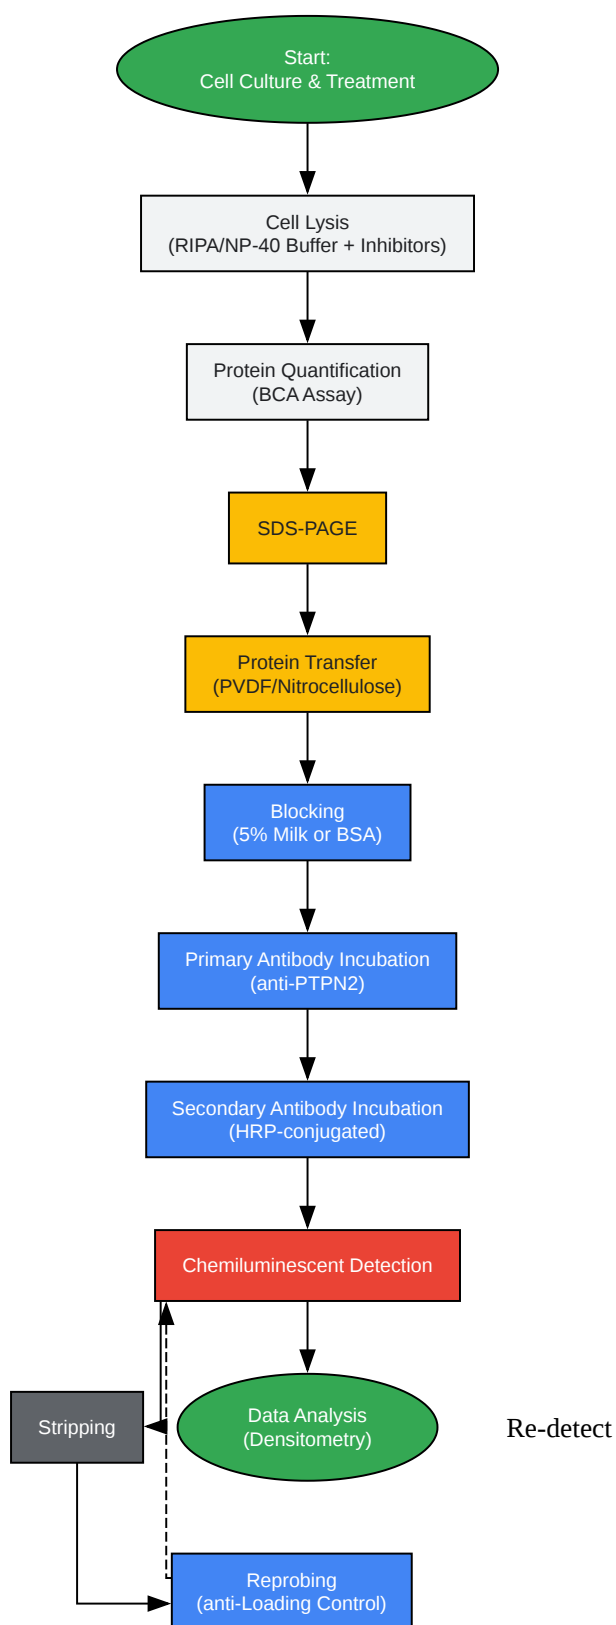 Start:
Cell Culture & Treatment
Cell Lysis
(RIPA/NP-40 Buffer + Inhibitors)
Protein Quantification
(BCA Assay)
SDS-PAGE
Protein Transfer
(PVDF/Nitrocellulose)
Blocking
(5% Milk or BSA)
Primary Antibody Incubation
(anti-PTPN2)
Secondary Antibody Incubation
(HRP-conjugated)
Chemiluminescent Detection
Data Analysis
(Densitometry)
Stripping
Re-detect
Reprobing
(anti-Loading Control)